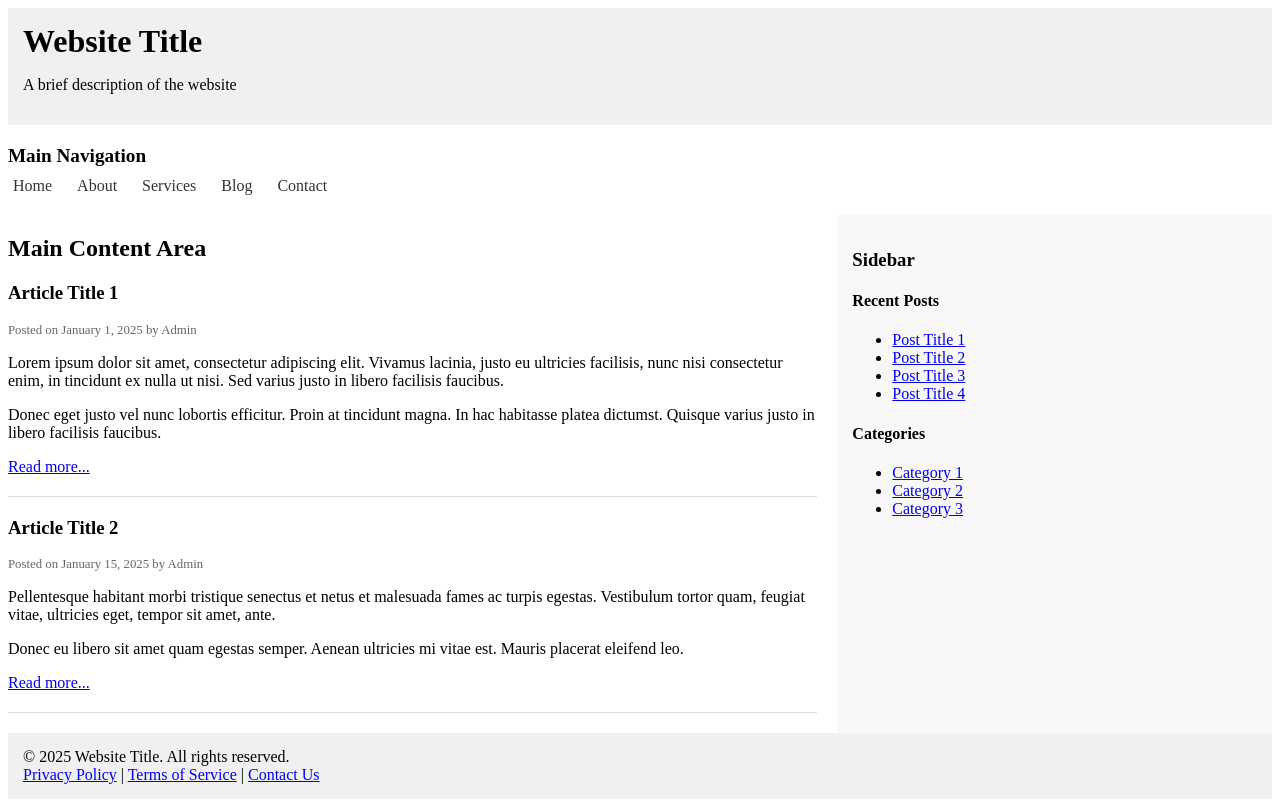 Website Title
A brief description of the website
Main Navigation
Home About Services Blog Contact
Main Content Area
Article Title 1
Posted on January 1, 2025 by Admin
Lorem ipsum dolor sit amet, consectetur adipiscing elit. Vivamus lacinia, justo eu ultricies facilisis, nunc nisi consectetur
enim, in tincidunt ex nulla ut nisi. Sed varius justo in libero facilisis faucibus.
Donec eget justo vel nunc lobortis efficitur. Proin at tincidunt magna. In hac habitasse platea dictumst. Quisque varius justo in
libero facilisis faucibus.
Read more...
Article Title 2
Posted on January 15, 2025 by Admin
Pellentesque habitant morbi tristique senectus et netus et malesuada fames ac turpis egestas. Vestibulum tortor quam, feugiat
vitae, ultricies eget, tempor sit amet, ante.
Donec eu libero sit amet quam egestas semper. Aenean ultricies mi vitae est. Mauris placerat eleifend leo.
Read more...
Sidebar
Recent Posts
Post Title 1
Post Title 2
Post Title 3
Post Title 4
Categories
Category 1
Category 2
Category 3
© 2025 Website Title. All rights reserved.
Privacy Policy | Terms of Service | Contact Us